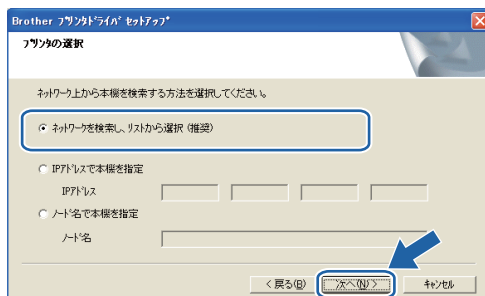 Brother ﾌﾟﾘﾝﾀﾄﾞﾗｲﾊﾞ ｾｯﾄｱｯﾌﾟ
ﾌﾟﾘﾝﾀの選択
ﾈｯﾄﾜｰｸ上から本機を検索する方法を選択してください。
ﾈｯﾄﾜｰｸを検索し、ﾘｽﾄから選択 (推奨)
IPｱﾄﾞﾚｽで本機を指定
IPｱﾄﾞﾚｽ
ﾉｰﾄﾞ名で本機を指定
ﾉｰﾄﾞ名
< 戻る(B) 次へ(N) > ｷｬﾝｾﾙ